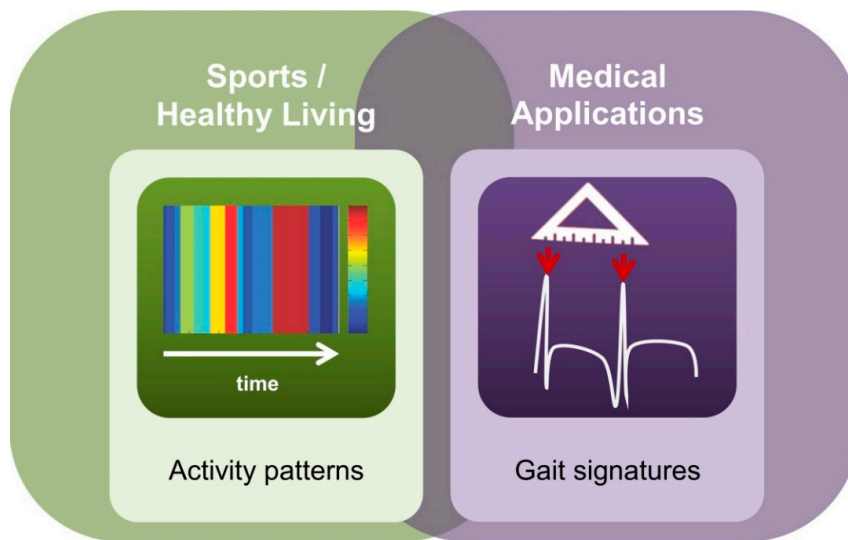 Sports /
Healthy Living
time
Activity patterns
Medical
Applications
Gait signatures